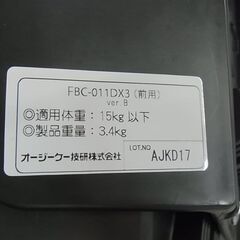 FBC-011DX3(前用)
ver.B
◎適用体重：15kg以下
◎製品重量：3.4kg
オージーケー技研株式会社
LOT.NO
AJKD17